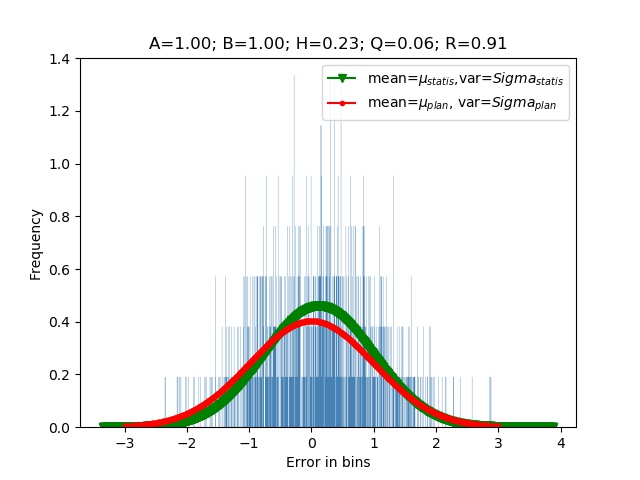 A=1.00; B=1.00; H=0.23; Q=0.06; R=0.91
mean=μstatis,var=Sigmastatis
mean=μplan, var=Sigmaplan
Frequency
1.4
1.2
1.0
0.8
0.6
0.4
0.2
0.0
−3 −2 −1 0 1 2 3 4
Error in bins